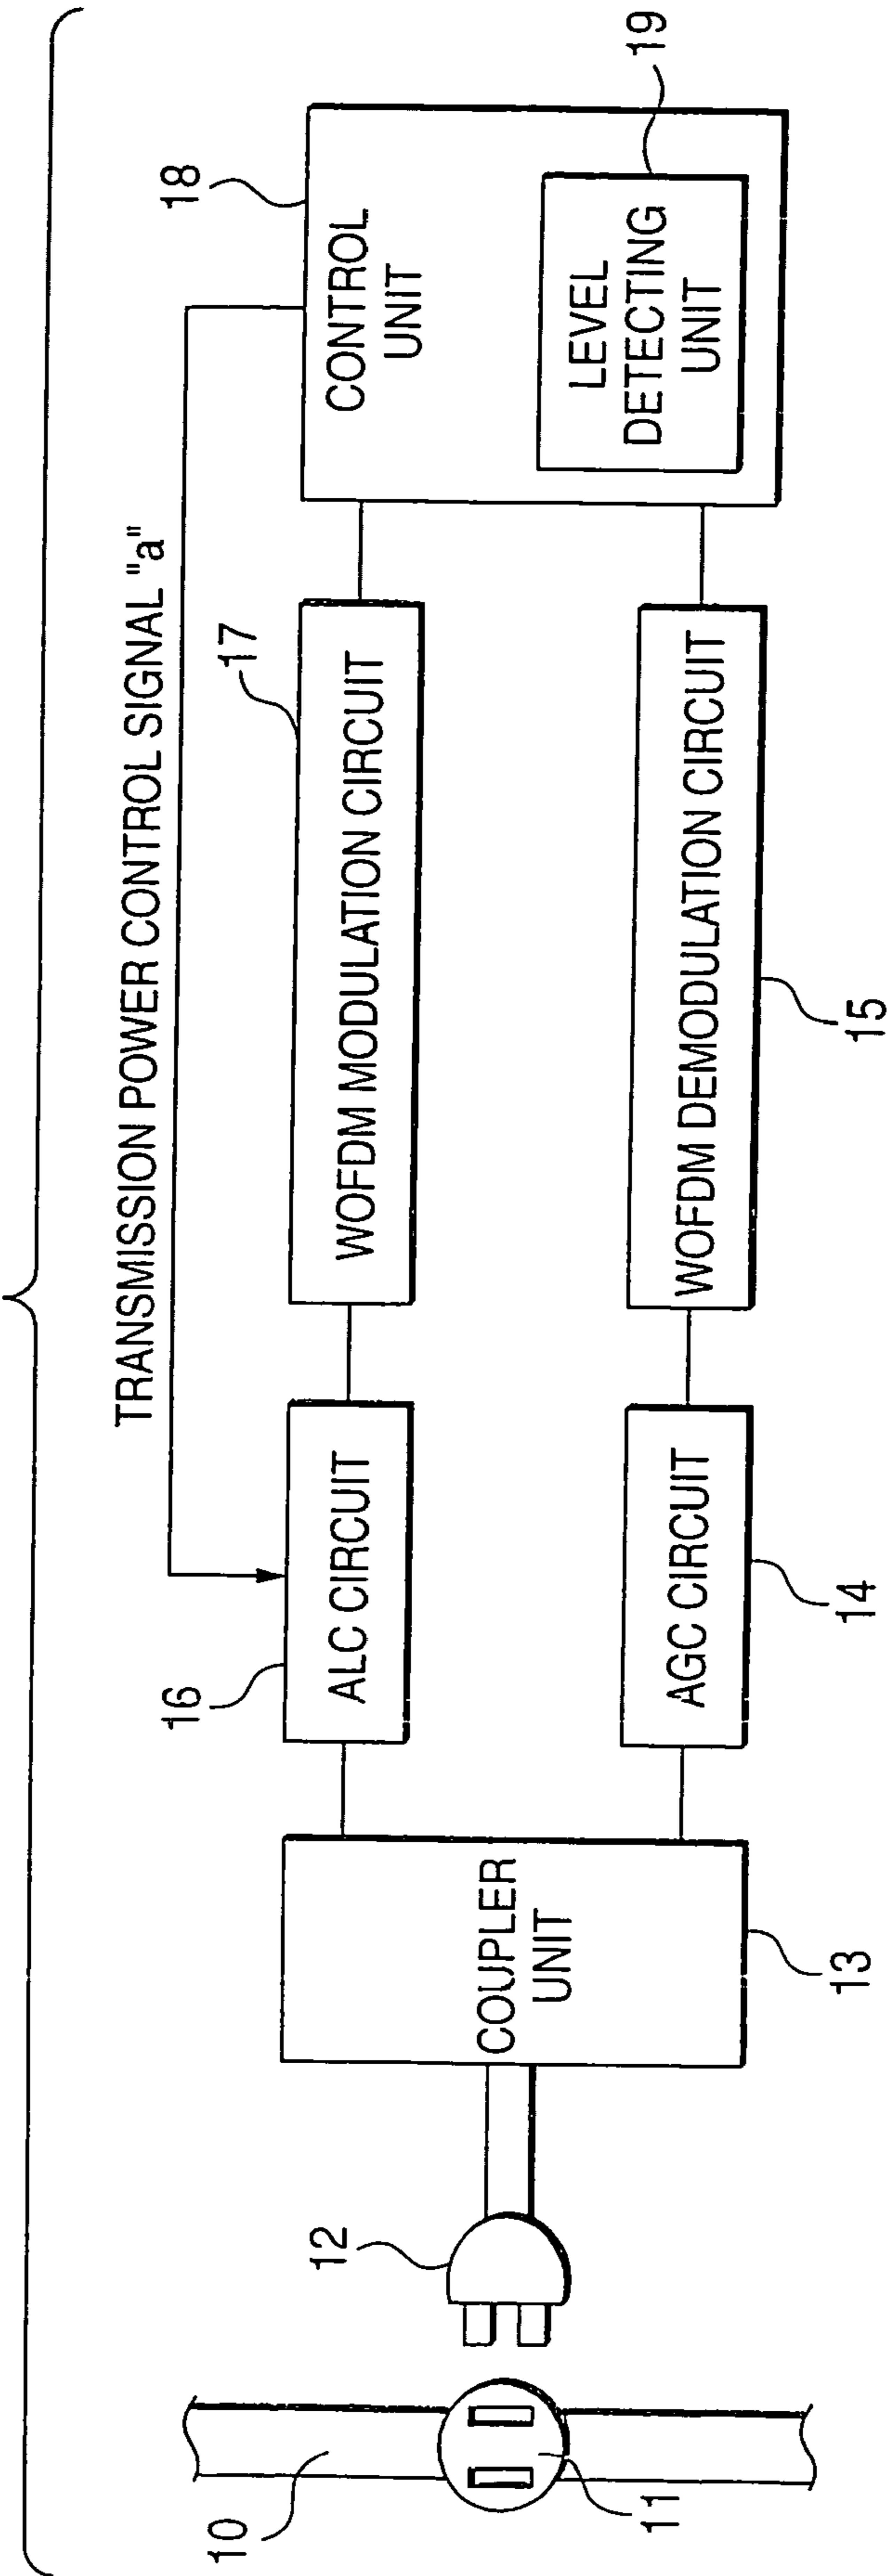 TRANSMISSION POWER CONTROL SIGNAL "a"
10
11
12
13
COUPLER
UNIT
16
ALC CIRCUIT
14
AGC CIRCUIT
17
WOFDM MODULATION CIRCUIT
15
WOFDM DEMODULATION CIRCUIT
18
CONTROL
UNIT
19
LEVEL
DETECTING
UNIT